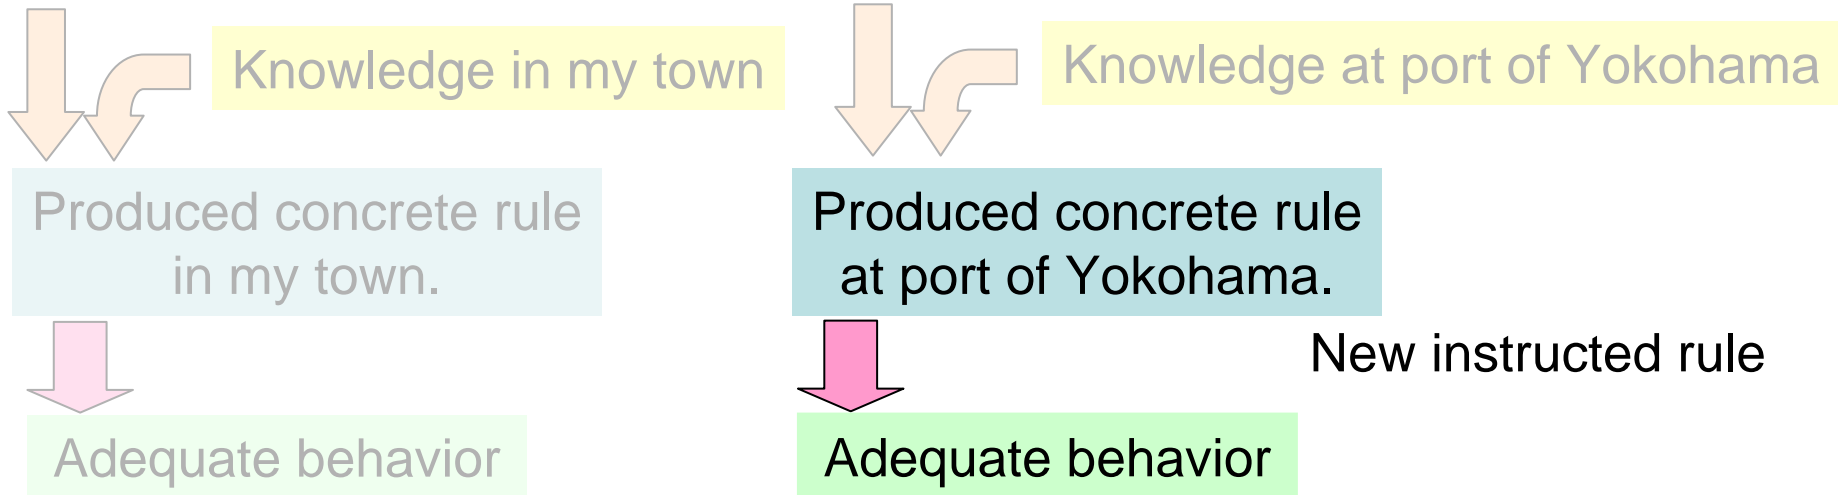 Knowledge in my town
Knowledge at port of Yokohama
Produced concrete rule
in my town.
Produced concrete rule
at port of Yokohama.
New instructed rule
Adequate behavior
Adequate behavior